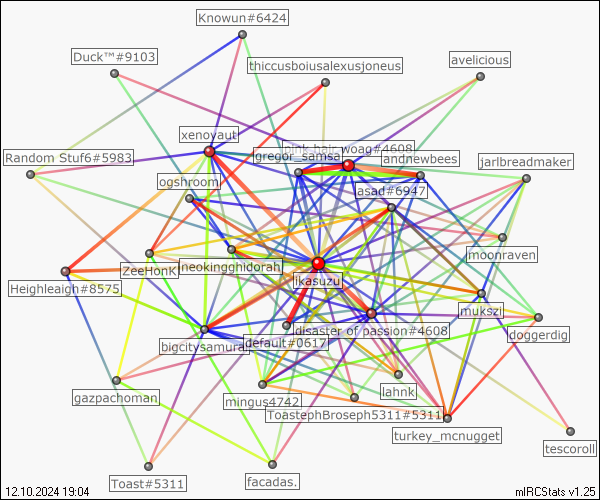 Knowun#6424
Duck™#9103
avelicious
thiccusboiusalexusjoneus
xenoyaut
pink_hair_woag#4608
gregor_samsa
andnewbees
Random Stuf6#5983
jarlbreadmaker
ogshroom
asad#6947
moonraven
ZeeHonK
neokingghidorah
ikasuzu
Heighleaigh#8575
mukszi
disaster of passion#4608
doggerdig
bigcitysamurai
default#0617
gazpachoman
mingus4742
lahnk
ToastephBroseph5311#5311
turkey_mcnugget
tescoroll
Toast#5311
facadas.
12.10.2024 19:04
mIRCStats v1.25